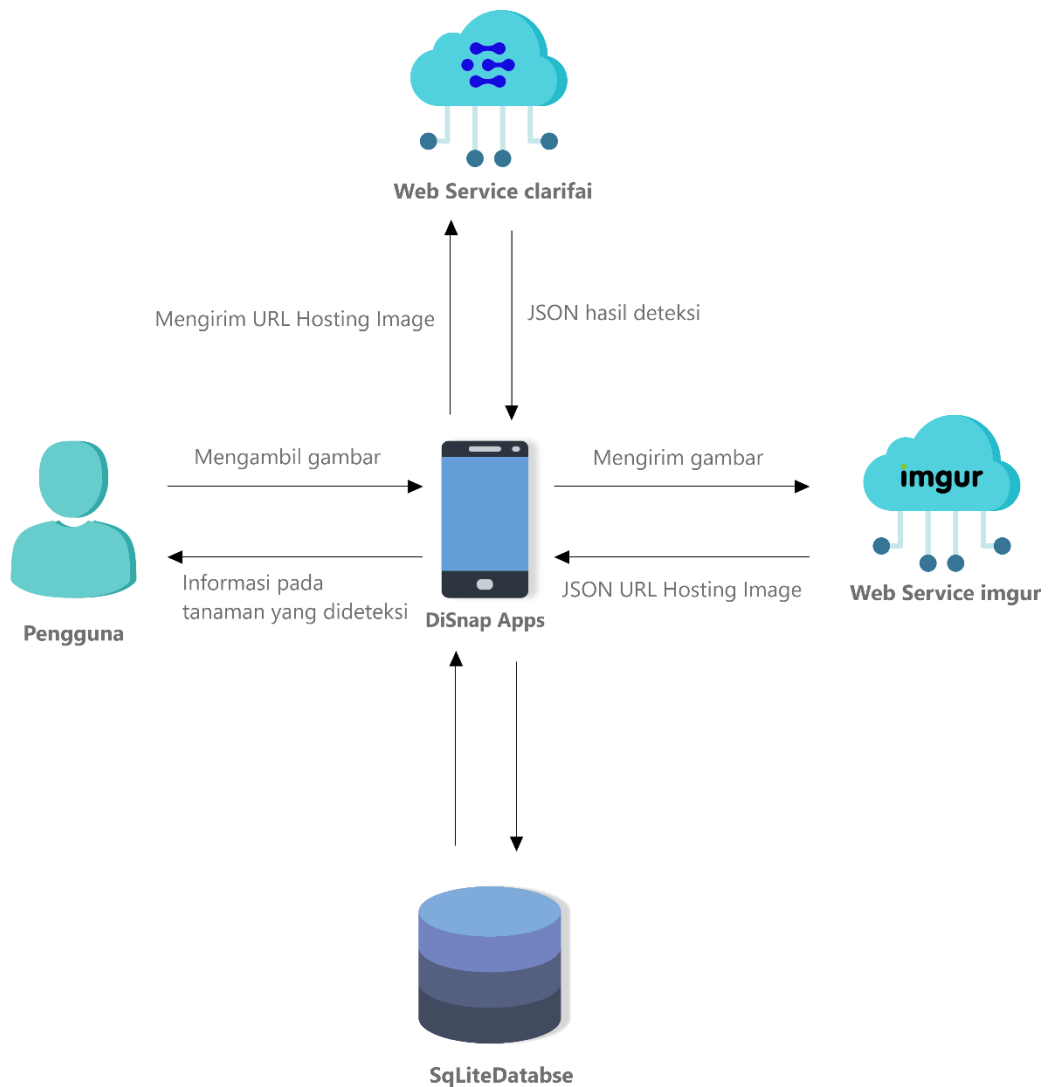 Web Service clarifai
Mengirim URL Hosting Image
JSON hasil deteksi
Mengambil gambar
Mengirim gambar
imgur
Informasi pada
tanaman yang dideteksi
JSON URL Hosting Image
Web Service imgur
Pengguna
DiSnap Apps
SqLiteDatabse